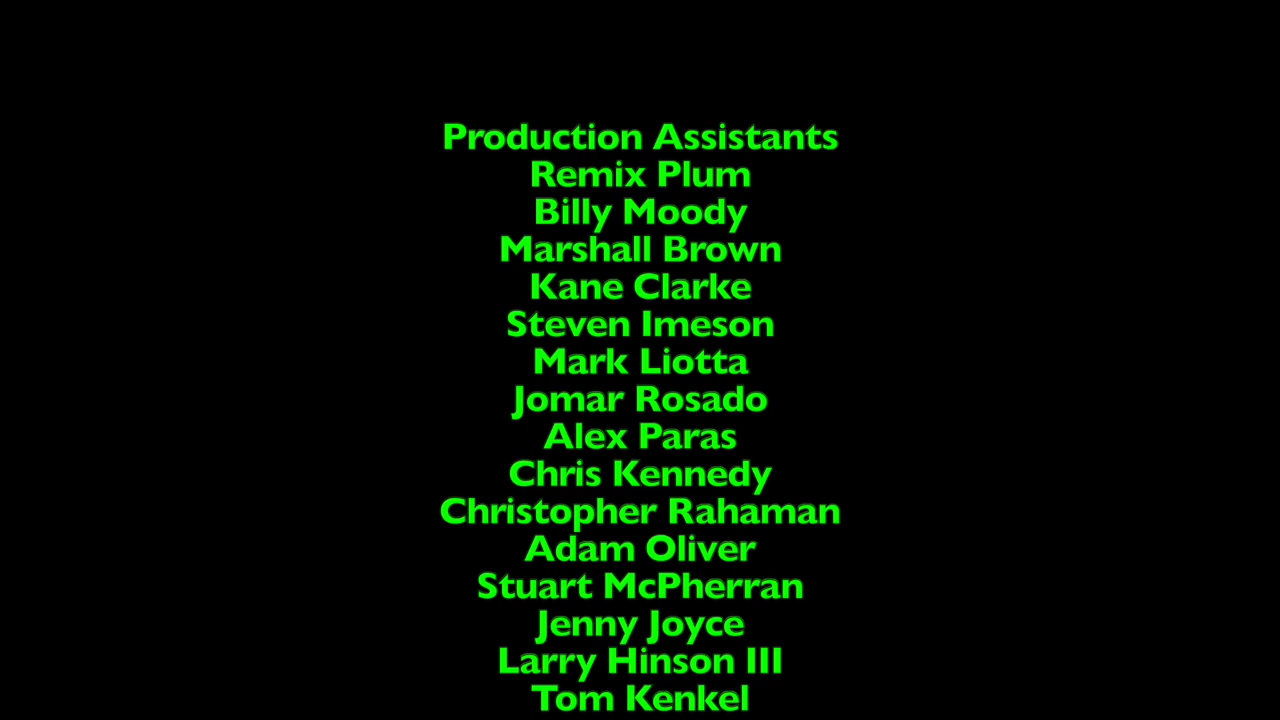 Production Assistants
Remix Plum
Billy Moody
Marshall Brown
Kane Clarke
Steven Imeson
Mark Liotta
Jomar Rosado
Alex Paras
Chris Kennedy
Christopher Rahaman
Adam Oliver
Stuart McPherran
Jenny Joyce
Larry Hinson III
Tom Kenkel